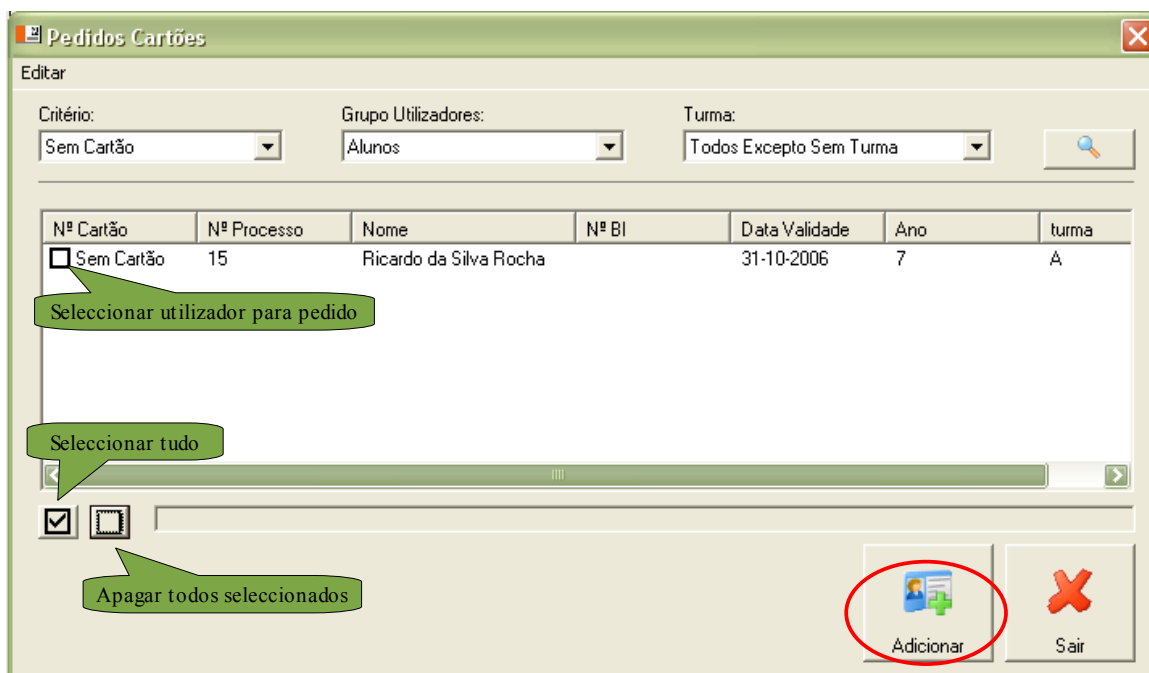 Pedidos Cartões
Editar
Critério: Grupo Utilizadores: Turma:
Sem Cartão Alunos Todos Excepto Sem Turma
Nº Cartão Nº Processo Nome Nº BI Data Validade Ano turma
Sem Cartão 15 Ricardo da Silva Rocha 31-10-2006 7 A
Seleccionar utilizador para pedido
Seleccionar tudo
Apagar todos seleccionados
Adicionar Sair